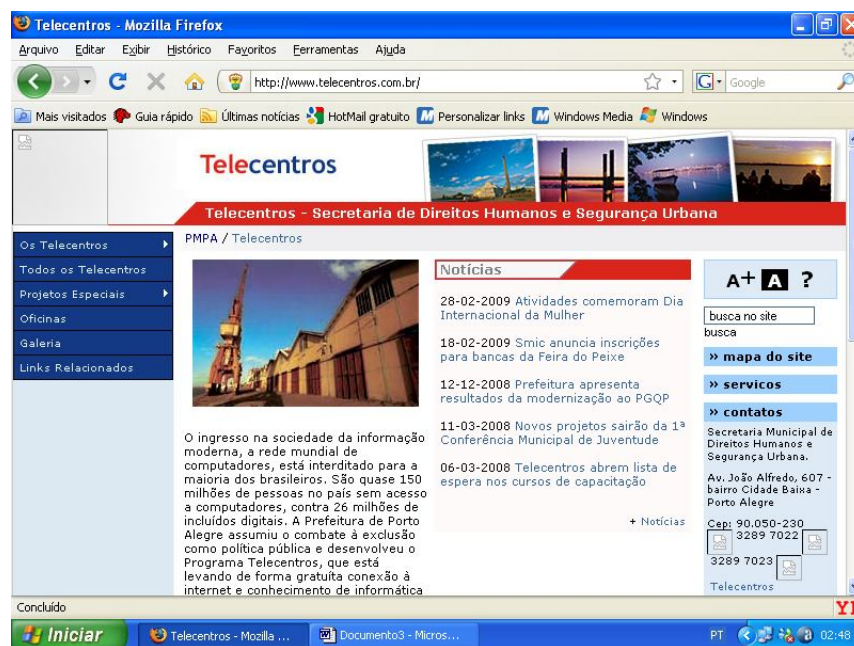 Telecentros - Mozilla Firefox
Arquivo Editar Exibir Histórico Favoritos Ferramentas Ajuda
http://www.telecentros.com.br/
G Google
Mais visitados Guia rápido Últimas notícias HotMail gratuito Personalizar links Windows Media Windows
Telecentros
Telecentros - Secretaria de Direitos Humanos e Segurança Urbana
Os Telecentros
Todos os Telecentros
Projetos Especiais
Oficinas
Galeria
Links Relacionados
PMPA / Telecentros
O ingresso na sociedade da informação
moderna, a rede mundial de
computadores, está interditado para a
maioria dos brasileiros. São quase 150
milhões de pessoas no país sem acesso
a computadores, contra 26 milhões de
incluídos digitais. A Prefeitura de Porto
Alegre assumiu o combate à exclusão
como política pública e desenvolveu o
Programa Telecentros, que está
levando de forma gratuíta conexão à
internet e conhecimento de informática
Notícias
28-02-2009 Atividades comemoram Dia
Internacional da Mulher
18-02-2009 Smic anuncia inscrições
para bancas da Feira do Peixe
12-12-2008 Prefeitura apresenta
resultados da modernização ao PGQP
11-03-2008 Novos projetos sairão da 1ª
Conferência Municipal de Juventude
06-03-2008 Telecentros abrem lista de
espera nos cursos de capacitação
+ Notícias
A+ A ?
busca no site
busca
» mapa do site
» servicos
» contatos
Secretaria Municipal de
Direitos Humanos e
Segurança Urbana.
Av. João Alfredo, 607 -
bairro Cidade Baixa -
Porto Alegre
Cep: 90.050-230
3289 7022
3289 7023
Telecentros
Concluído
Iniciar
Telecentros - Mozilla ...
Documento3 - Micros...
PT
02:48